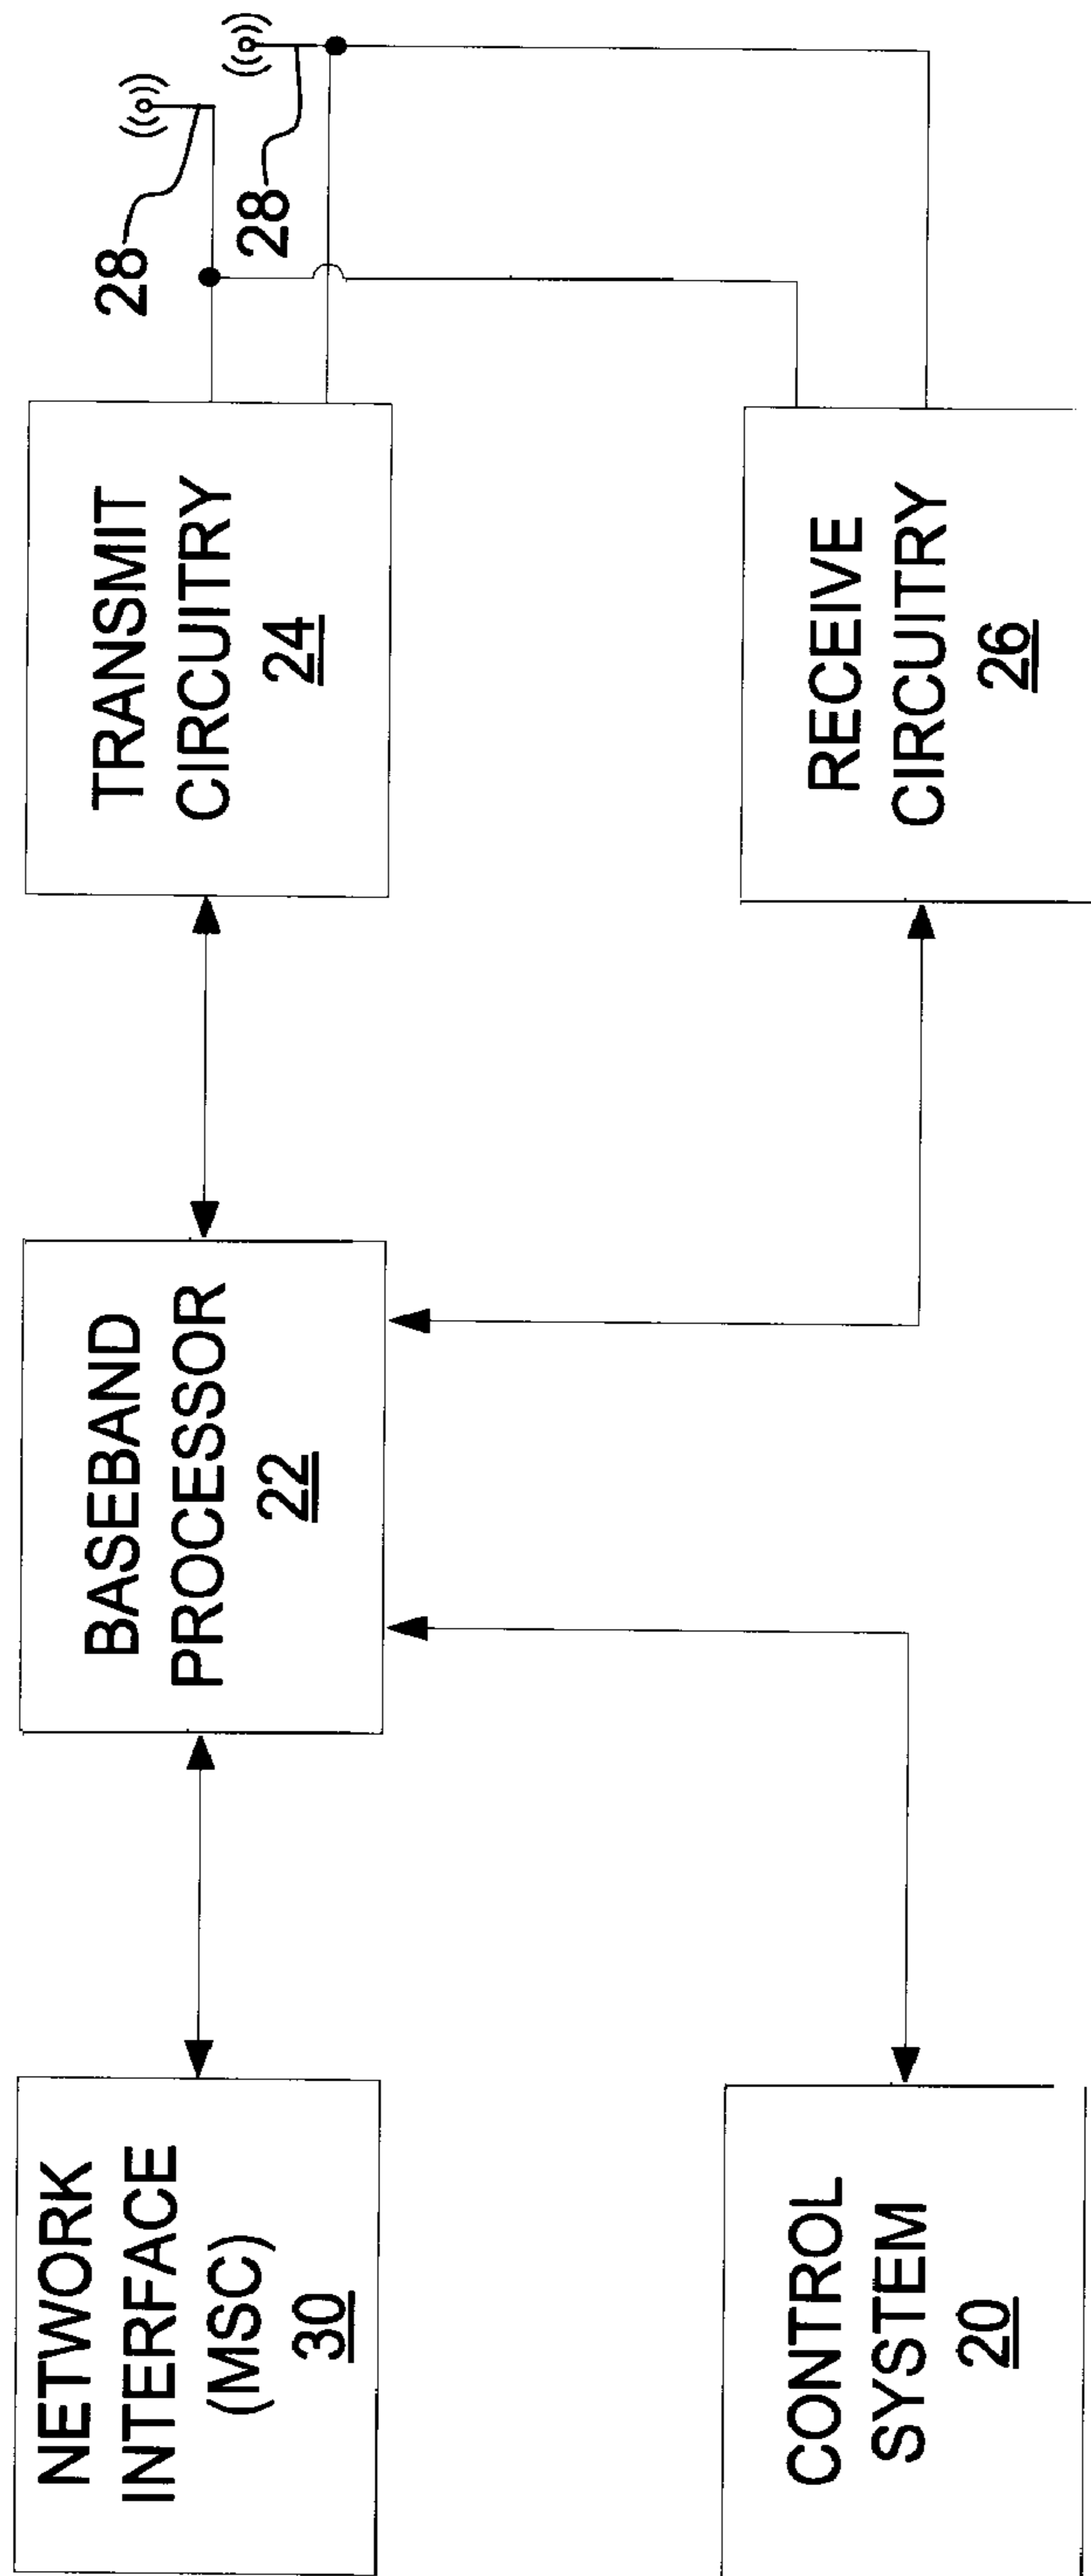 NETWORK
INTERFACE
(MSC)
30
BASEBAND
PROCESSOR
22
TRANSMIT
CIRCUITRY
24
28
28
CONTROL
SYSTEM
20
RECEIVE
CIRCUITRY
26